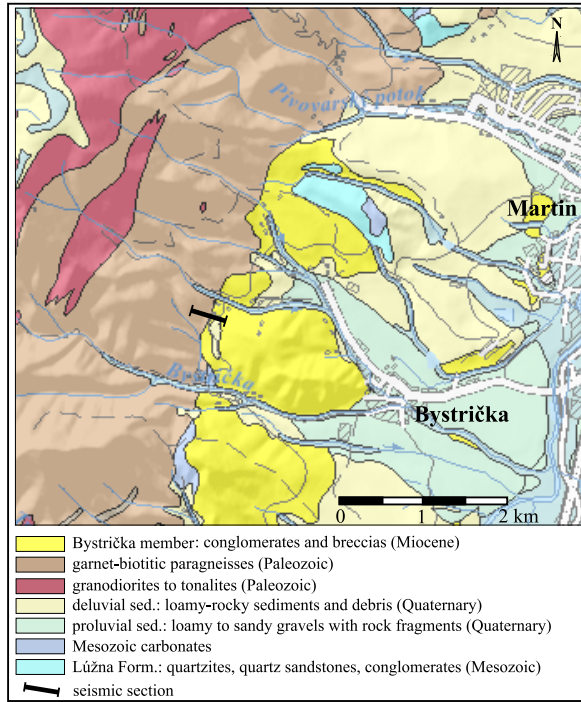 N
Pivovarský potok
Martin
Bystrička
Bystrička
0 1 2 km
Bystrička member: conglomerates and breccias (Miocene)
garnet-biotitic paragneisses (Paleozoic)
granodiorites to tonalites (Paleozoic)
deluvial sed.: loamy-rocky sediments and debris (Quaternary)
proluvial sed.: loamy to sandy gravels with rock fragments (Quaternary)
Mesozoic carbonates
Lúžna Form.: quartzites, quartz sandstones, conglomerates (Mesozoic)
seismic section